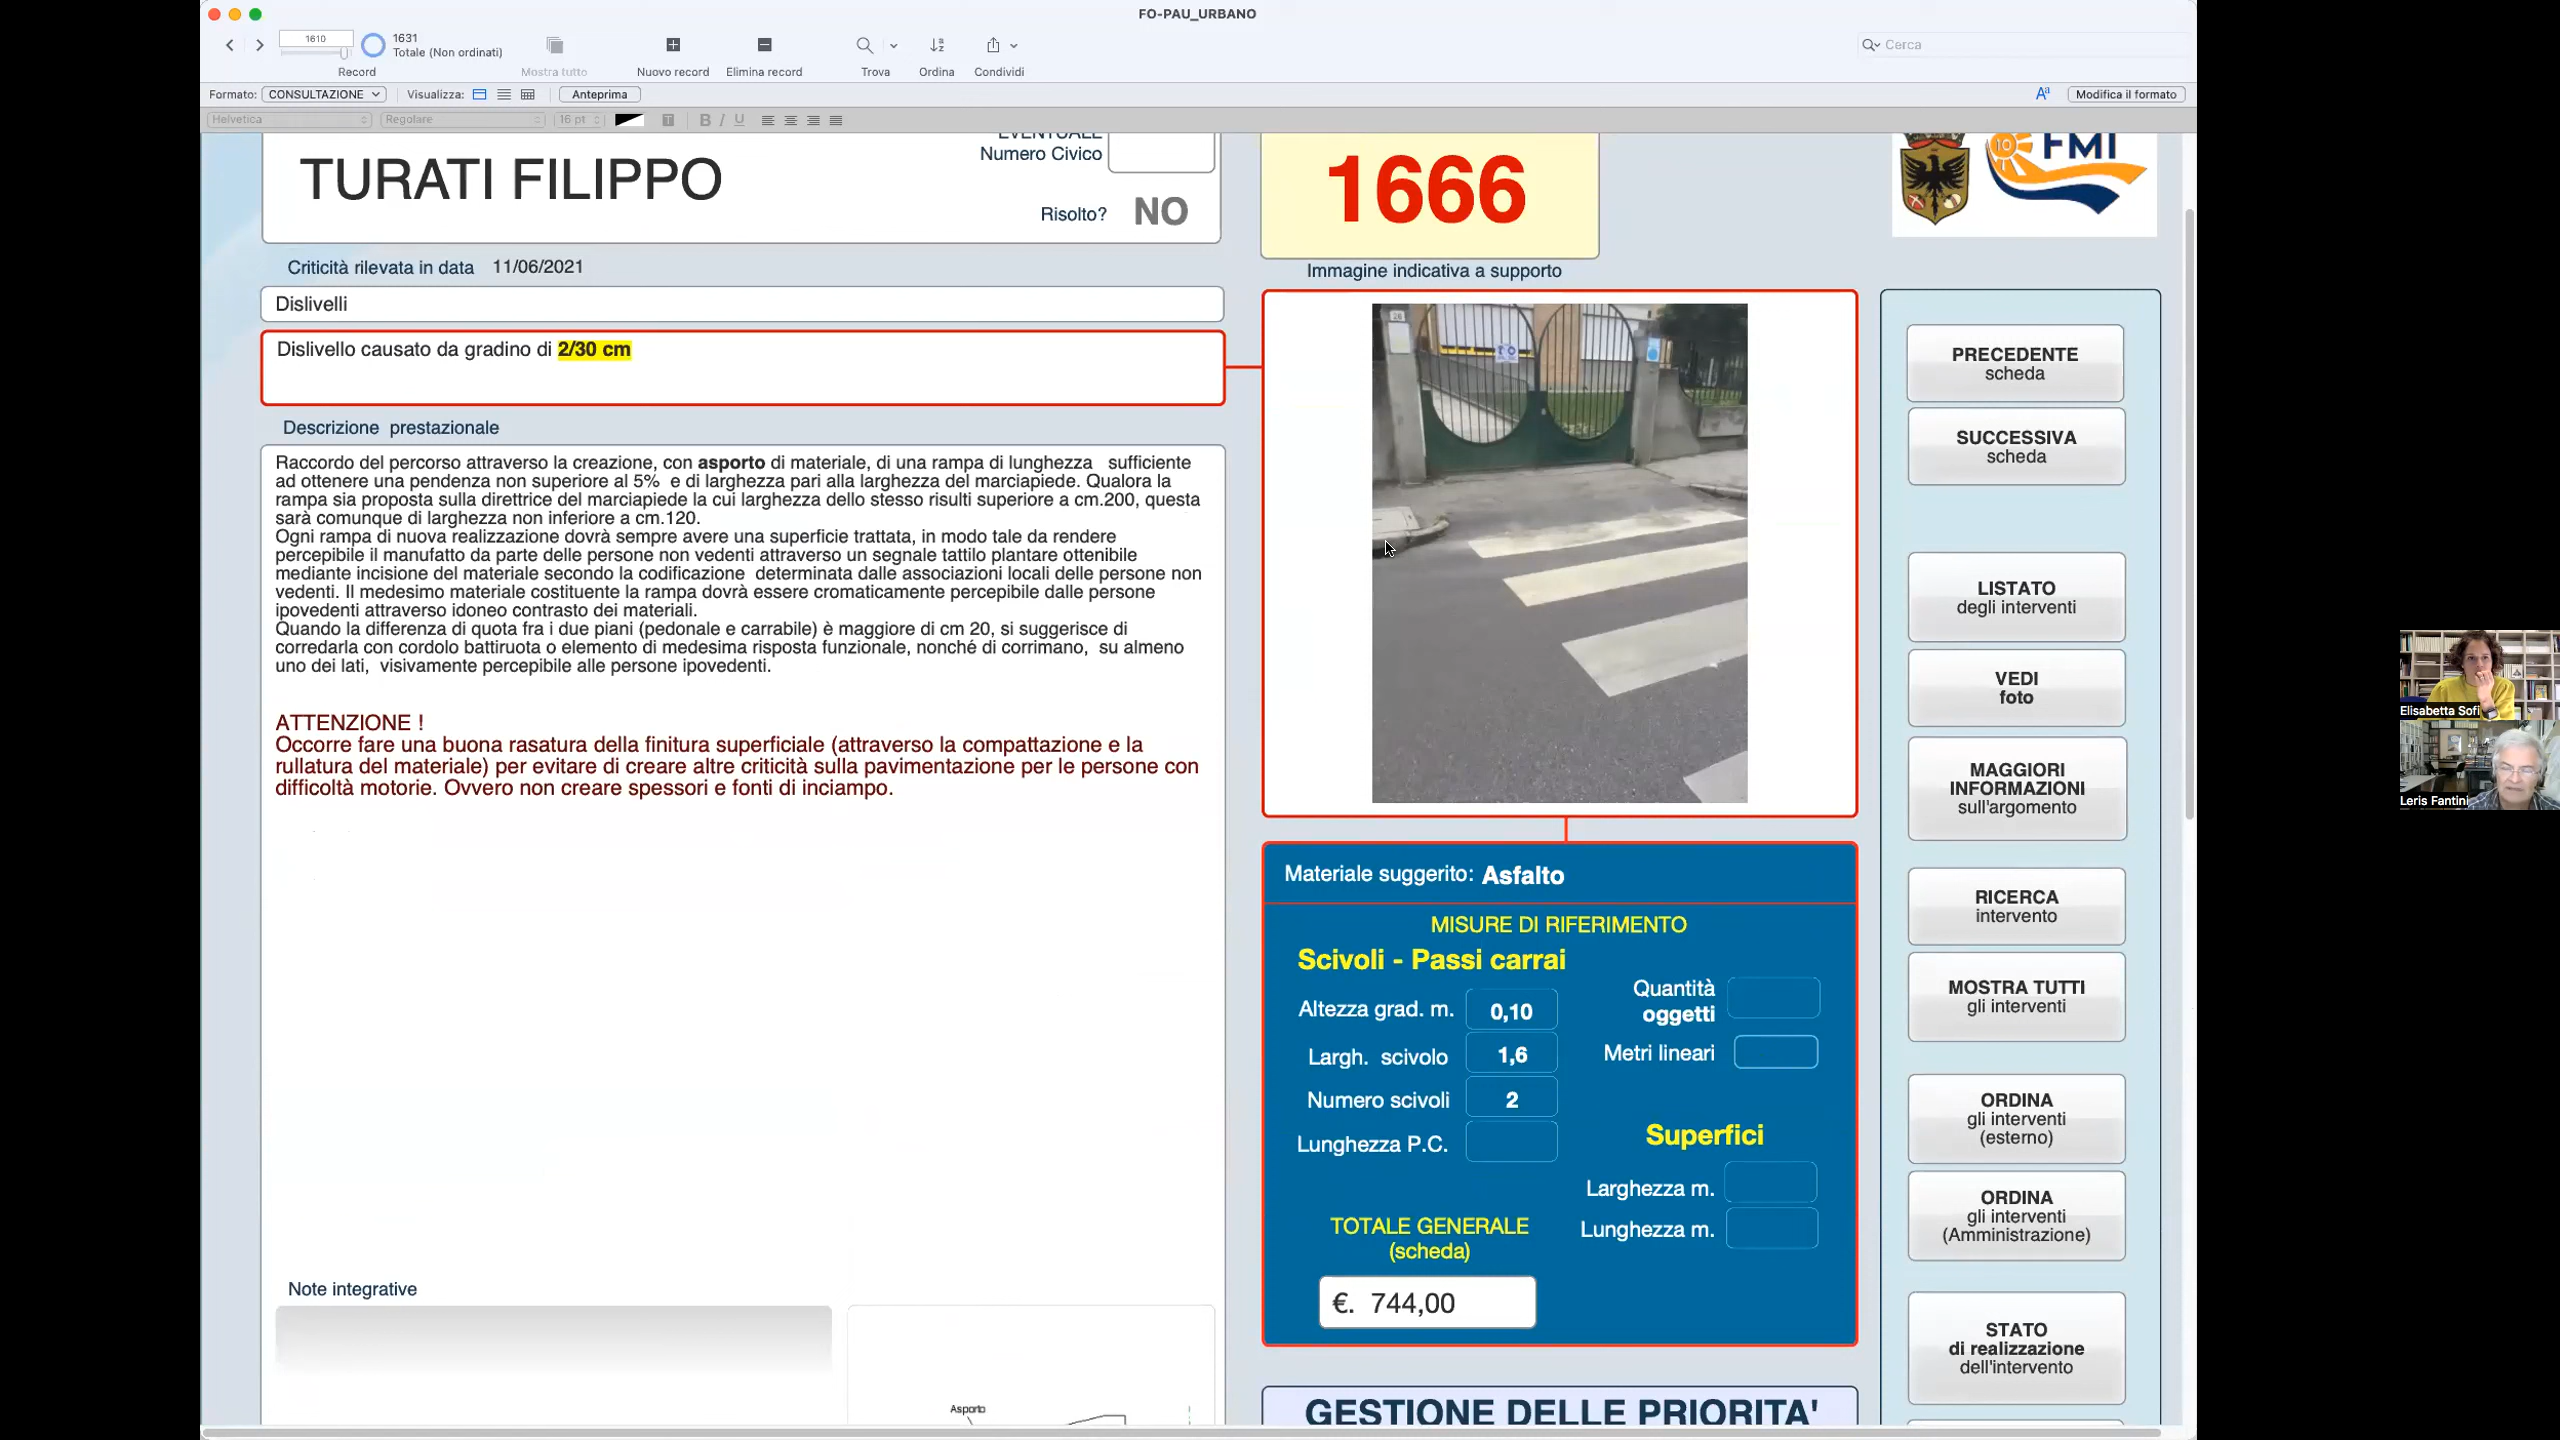 FO-PAU_URBANO
1610
1631
Totale (Non ordinati)
Record
Mostra tutto
Nuovo record
Elimina record
Trova
Ordina
Condividi
Cerca
Formato:
CONSULTAZIONE
Visualizza:
Anteprima
Modifica il formato
Helvetica
Regolare
16 pt
B I U
TURATI FILIPPO
EVENTUALE
Numero Civico
Risolto? NO
1666
FMI
Criticità rilevata in data 11/06/2021
Dislivelli
Dislivello causato da gradino di 2/30 cm
Descrizione prestazionale
Raccordo del percorso attraverso la creazione, con asporto di materiale, di una rampa di lunghezza sufficiente
ad ottenere una pendenza non superiore al 5% e di larghezza pari alla larghezza del marciapiede. Qualora la
rampa sia proposta sulla direttrice del marciapiede la cui larghezza dello stesso risulti superiore a cm.200, questa
sarà comunque di larghezza non inferiore a cm.120.
Ogni rampa di nuova realizzazione dovrà sempre avere una superficie trattata, in modo tale da rendere
percepibile il manufatto da parte delle persone non vedenti attraverso un segnale tattilo plantare ottenibile
mediante incisione del materiale secondo la codificazione determinata dalle associazioni locali delle persone non
vedenti. Il medesimo materiale costituente la rampa dovrà essere cromaticamente percepibile dalle persone
ipovedenti attraverso idoneo contrasto dei materiali.
Quando la differenza di quota fra i due piani (pedonale e carrabile) è maggiore di cm 20, si suggerisce di
corredarla con cordolo battiruota o elemento di medesima risposta funzionale, nonché di corrimano, su almeno
uno dei lati, visivamente percepibile alle persone ipovedenti.
ATTENZIONE !
Occorre fare una buona rasatura della finitura superficiale (attraverso la compattazione e la
rullatura del materiale) per evitare di creare altre criticità sulla pavimentazione per le persone con
difficoltà motorie. Ovvero non creare spessori e fonti di inciampo.
Note integrative
Asporto
Immagine indicativa a supporto
Materiale suggerito: Asfalto
MISURE DI RIFERIMENTO
Scivoli - Passi carrai
Altezza grad. m. 0,10
Largh. scivolo 1,6
Numero scivoli 2
Lunghezza P.C.
Quantità
oggetti
Metri lineari
Superfici
Larghezza m.
Lunghezza m.
TOTALE GENERALE
(scheda)
€. 744,00
GESTIONE DELLE PRIORITA'
PRECEDENTE
scheda
SUCCESSIVA
scheda
LISTATO
degli interventi
VEDI
foto
MAGGIORI
INFORMAZIONI
sull'argomento
RICERCA
intervento
MOSTRA TUTTI
gli interventi
ORDINA
gli interventi
(esterno)
ORDINA
gli interventi
(Amministrazione)
STATO
di realizzazione
dell'intervento
Elisabetta Sofi
Leris Fantini